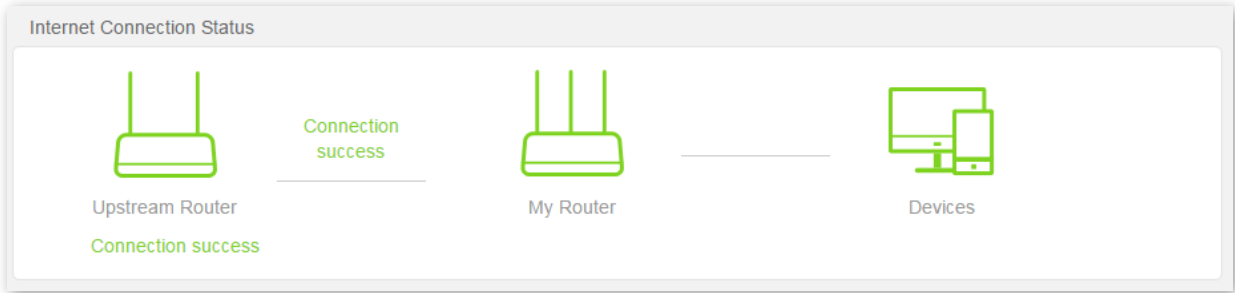 Internet Connection Status
Connection
success
Upstream Router
My Router
Devices
Connection success